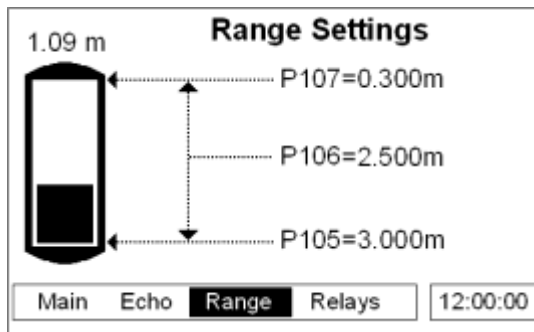 Range Settings
1.09 m
P107=0.300m
P106=2.500m
P105=3.000m
Main Echo Range Relays 12:00:00